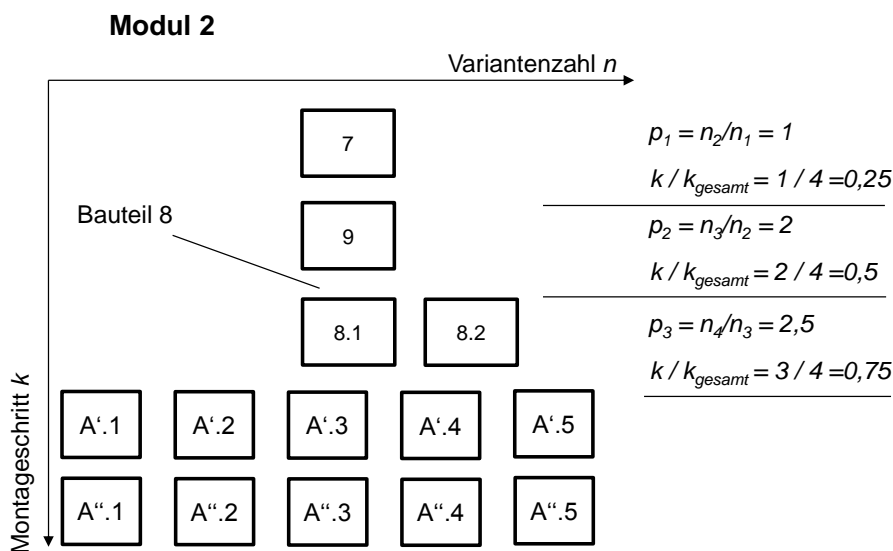 Modul 2
Variantenzahl n
7
p1 = n2/n1 = 1
k / kgesamt = 1 / 4 =0,25
Bauteil 8
9
p2 = n3/n2 = 2
k / kgesamt = 2 / 4 =0,5
8.1 8.2
p3 = n4/n3 = 2,5
k / kgesamt = 3 / 4 =0,75
Montageschritt k
A‘.1 A‘.2 A‘.3 A‘.4 A‘.5
A“.1 A“.2 A“.3 A“.4 A“.5